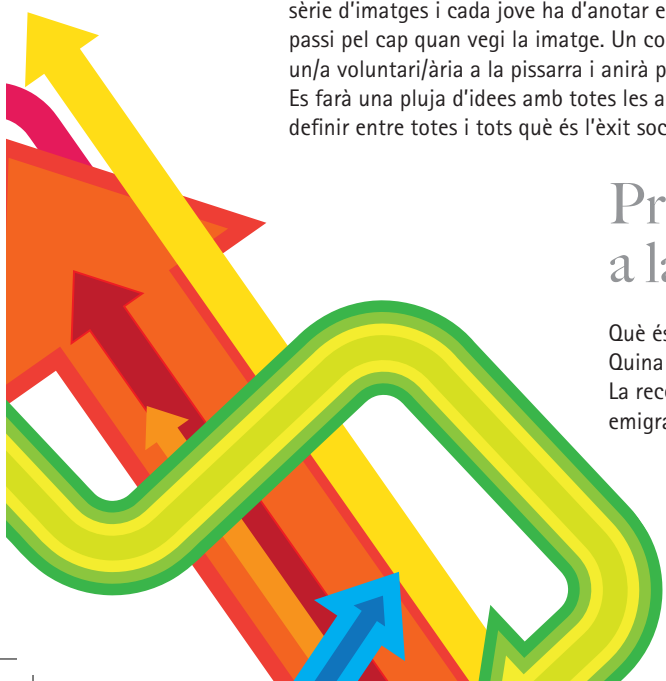 sèrie d'imatges i cada jove ha d'anotar e
passi pel cap quan vegi la imatge. Un co
un/a voluntari/ària a la pissarra i anirà p
Es farà una pluja d'idees amb totes les a
definir entre totes i tots què és l'èxit soc
Pr
a la
Què és
Quina
La rec
emigra